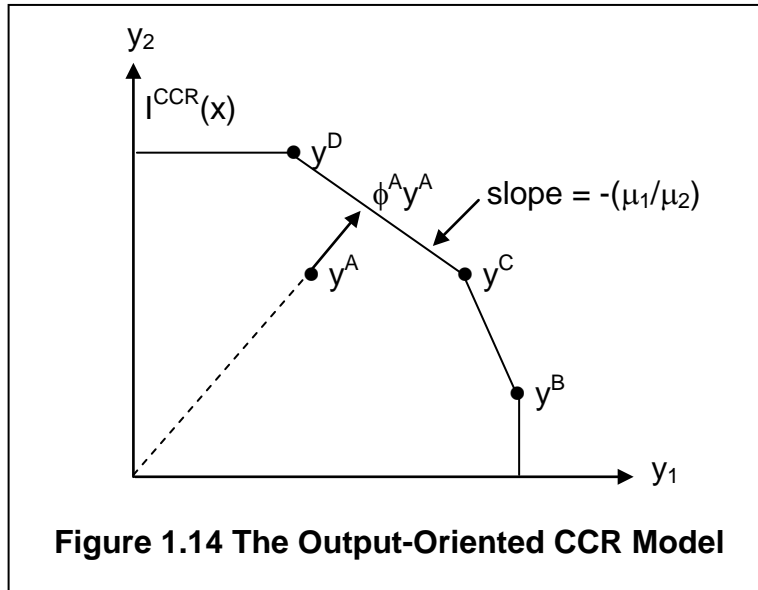 y₂
I^CCR(x)
y^D
ϕ^A y^A
slope = -(μ₁/μ₂)
y^A
y^C
y^B
y₁
Figure 1.14 The Output-Oriented CCR Model